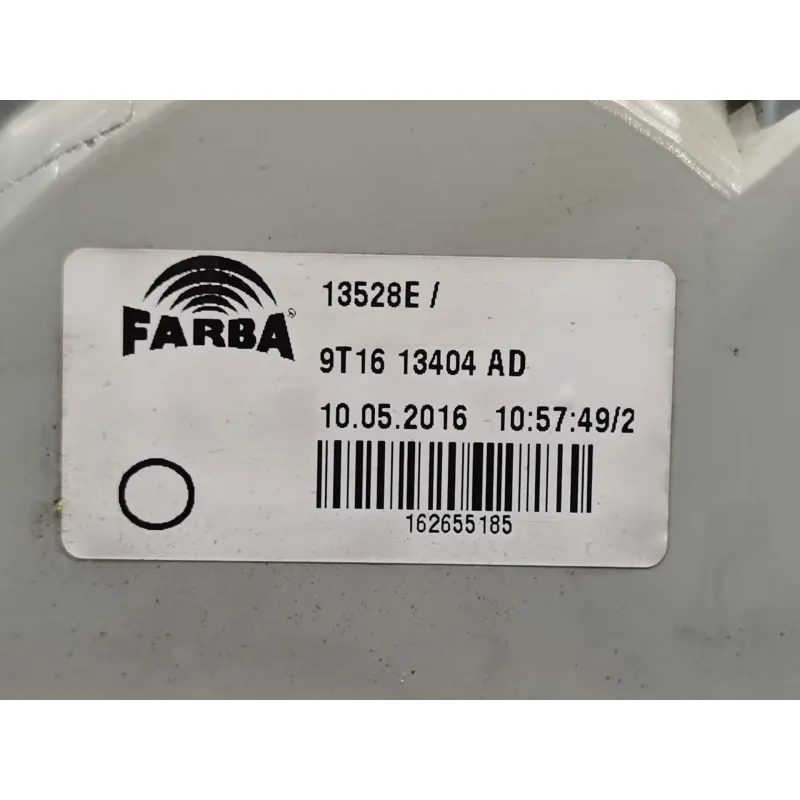 FARBA®
13528E /
9T16 13404 AD
10.05.2016 10:57:49/2
162655185